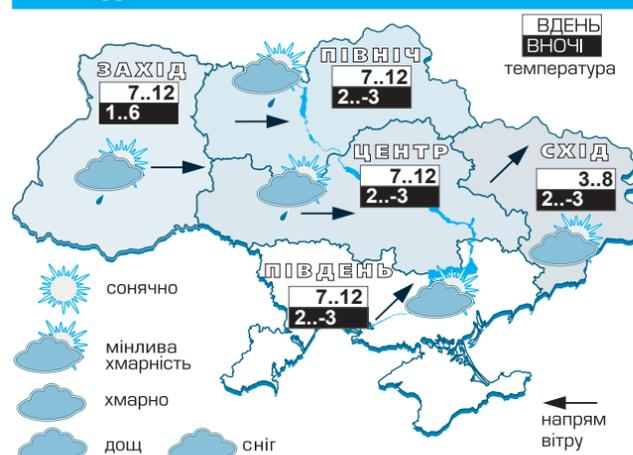 ВДЕНЬ
ВНОЧІ
температура
ЗАХІД
7..12
1..6
ПІВНІЧ
7..12
2..-3
ЦЕНТР
7..12
2..-3
СХІД
3..8
2..-3
ПІВДЕНЬ
7..12
2..-3
сонячно
мінлива
хмарність
хмарно
дощ
сніг
напрям
вітру